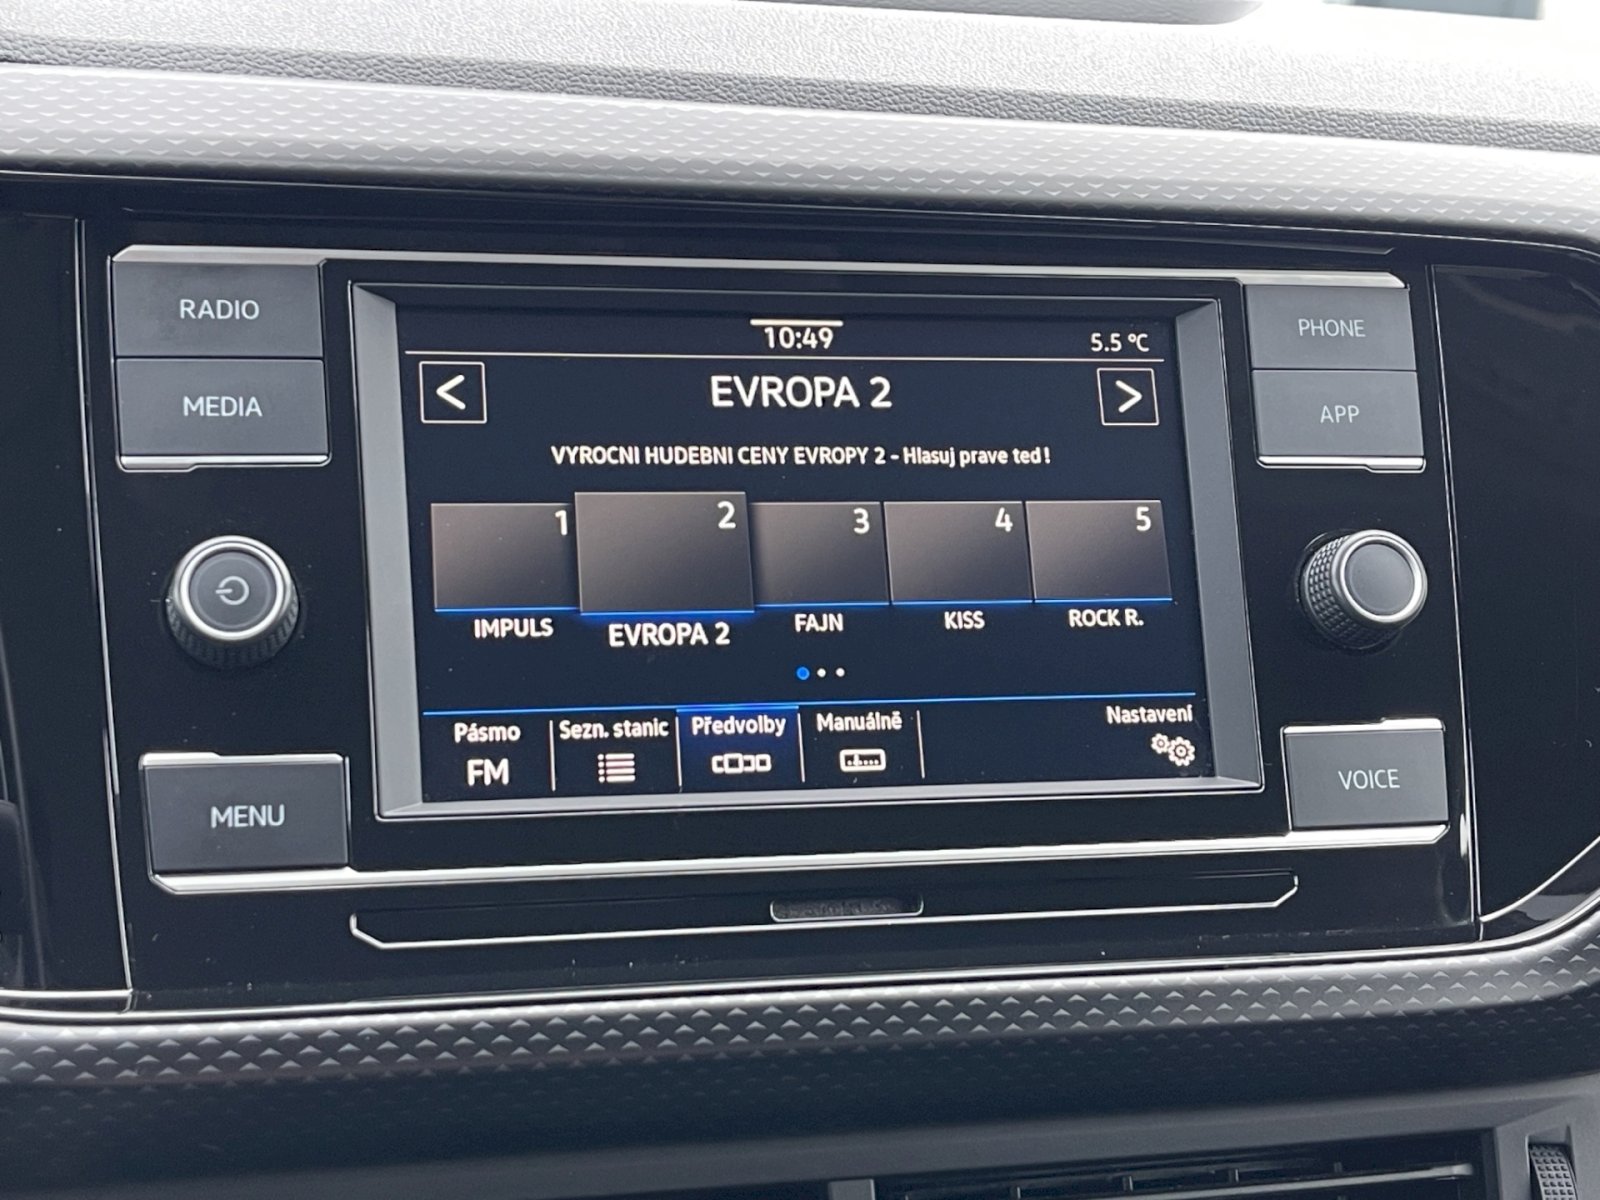 RADIO
MEDIA
MENU
10:49
5.5 °C
<
EVROPA 2
>
VYROCNI HUDEBNI CENY EVROPY 2 - Hlasuj prave ted!
1
2
3
4
5
IMPULS
EVROPA 2
FAJN
KISS
ROCK R.
Pásmo
FM
Sezn. stanic
Předvolby
Manuálně
Nastavení
PHONE
APP
VOICE